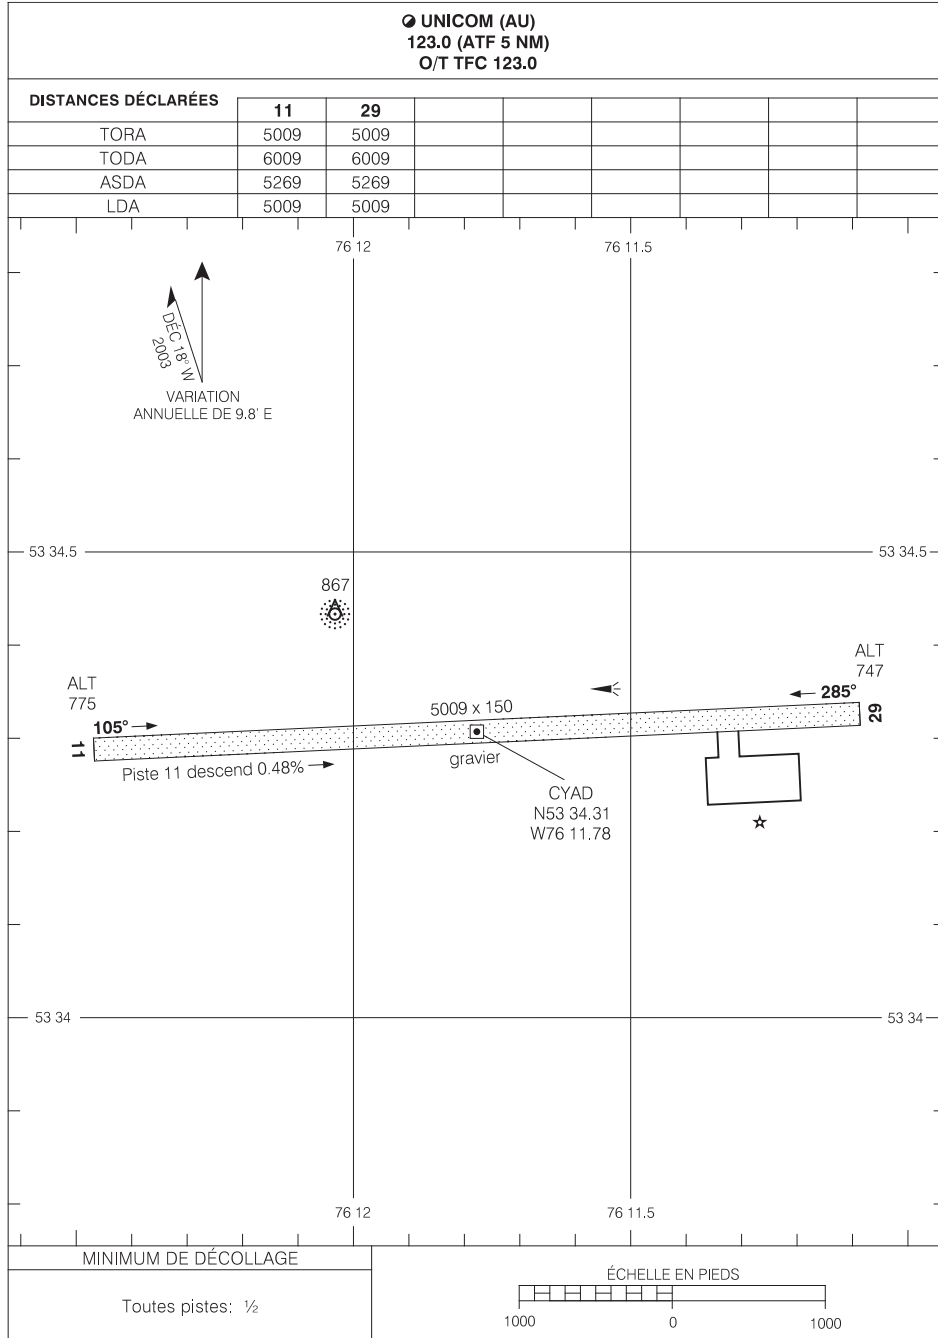 UNICOM (AU)
123.0 (ATF 5 NM)
O/T TFC 123.0
DISTANCES DÉCLARÉES 11 29
TORA 5009 5009
TODA 6009 6009
ASDA 5269 5269
LDA 5009 5009
76 12 76 11.5
DÉC 18° W
2003
VARIATION
ANNUELLE DE 9.8' E
53 34.5 53 34.5
867
ALT
775
ALT
747
105°
285°
5009 x 150
11
29
Piste 11 descend 0.48%
gravier
CYAD
N53 34.31
W76 11.78
53 34 53 34
76 12 76 11.5
MINIMUM DE DÉCOLLAGE
Toutes pistes: ½
ÉCHELLE EN PIEDS
1000 0 1000